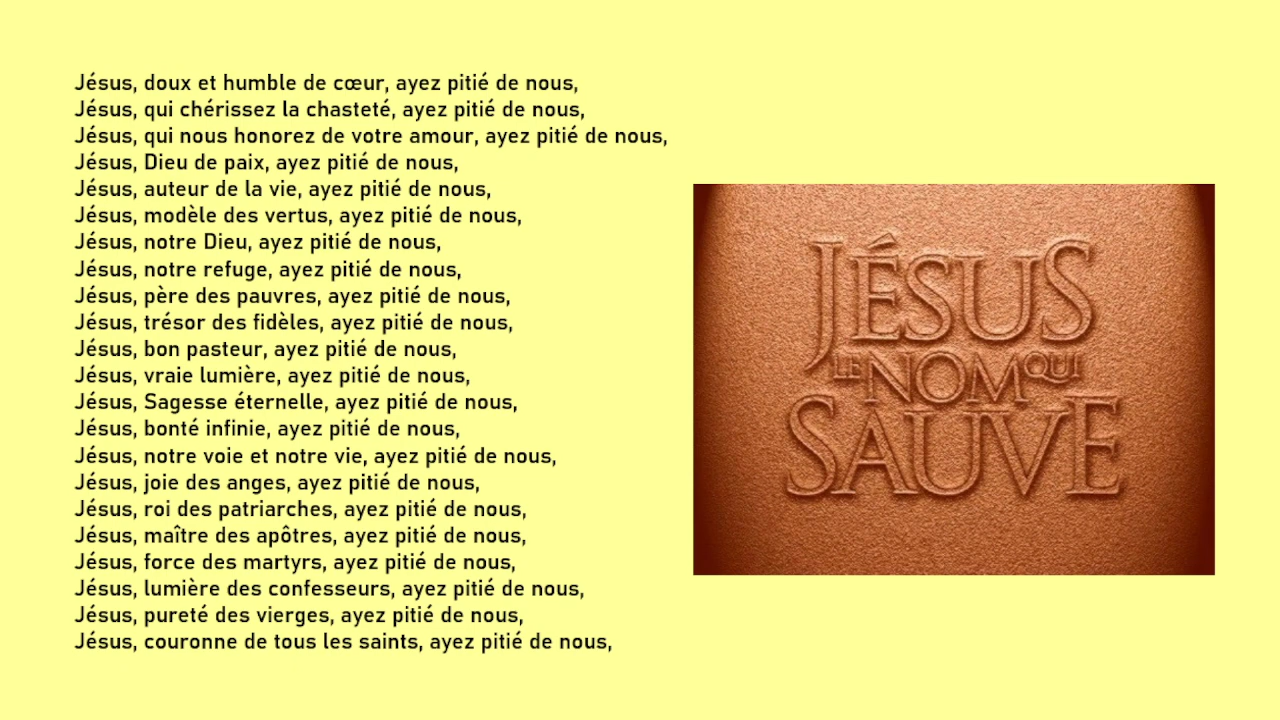 Jésus, doux et humble de cœur, ayez pitié de nous,
Jésus, qui chérissez la chasteté, ayez pitié de nous,
Jésus, qui nous honorez de votre amour, ayez pitié de nous,
Jésus, Dieu de paix, ayez pitié de nous,
Jésus, auteur de la vie, ayez pitié de nous,
Jésus, modèle des vertus, ayez pitié de nous,
Jésus, notre Dieu, ayez pitié de nous,
Jésus, notre refuge, ayez pitié de nous,
Jésus, père des pauvres, ayez pitié de nous,
Jésus, trésor des fidèles, ayez pitié de nous,
Jésus, bon pasteur, ayez pitié de nous,
Jésus, vraie lumière, ayez pitié de nous,
Jésus, Sagesse éternelle, ayez pitié de nous,
Jésus, bonté infinie, ayez pitié de nous,
Jésus, notre voie et notre vie, ayez pitié de nous,
Jésus, joie des anges, ayez pitié de nous,
Jésus, roi des patriarches, ayez pitié de nous,
Jésus, maître des apôtres, ayez pitié de nous,
Jésus, force des martyrs, ayez pitié de nous,
Jésus, lumière des confesseurs, ayez pitié de nous,
Jésus, pureté des vierges, ayez pitié de nous,
Jésus, couronne de tous les saints, ayez pitié de nous,
JÉSUS
LE NOM QUI
SAUVE